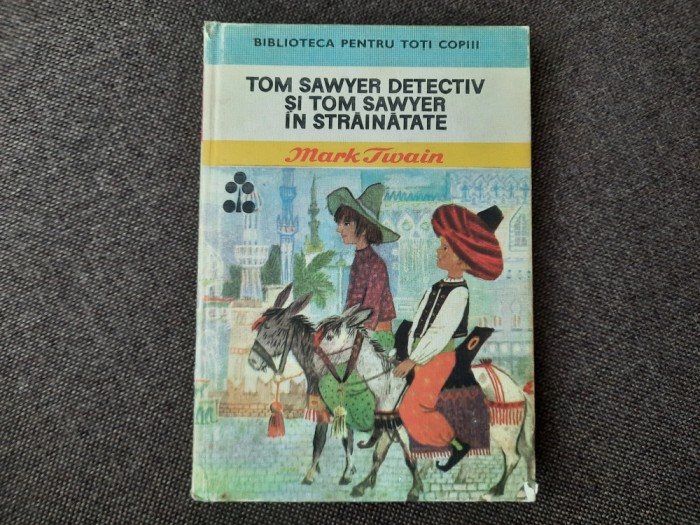 BIBLIOTECA PENTRU TOȚI COPIII
TOM SAWYER DETECTIV
ȘI TOM SAWYER
ÎN STRĂINĂTATE
Mark Twain